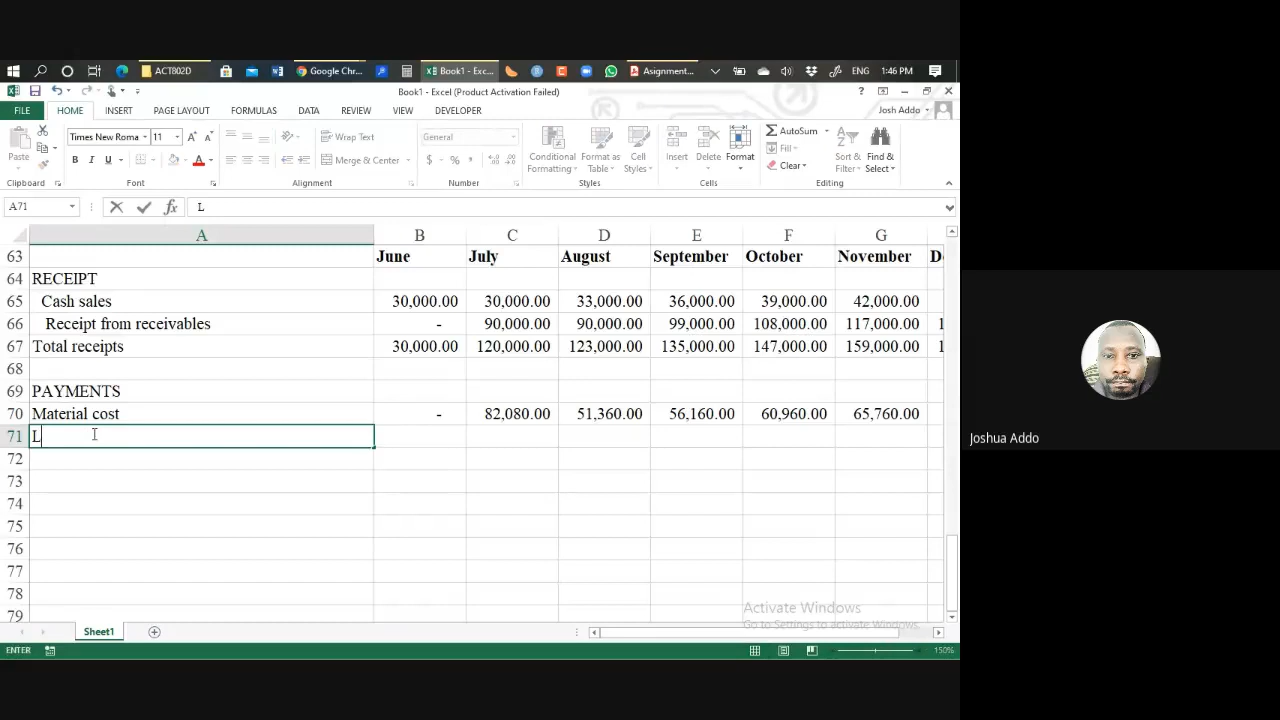 ACT802D
Google Chr...
Book1 - Exc...
Asignment...
ENG
1:46 PM
Book1 - Excel (Product Activation Failed)
?
FILE
HOME
INSERT
PAGE LAYOUT
FORMULAS
DATA
REVIEW
VIEW
DEVELOPER
Josh Addo
Paste
Times New Roma
11
B I U
Wrap Text
Merge & Center
General
$ % ,
Conditional Formatting
Format as Table
Cell Styles
Insert
Delete
Format
AutoSum
Fill
Clear
Sort & Filter
Find & Select
Clipboard
Font
Alignment
Number
Styles
Cells
Editing
A71
fx
L
A B C D E F G
63 June July August September October November D
64 RECEIPT
65 Cash sales 30,000.00 30,000.00 33,000.00 36,000.00 39,000.00 42,000.00
66 Receipt from receivables - 90,000.00 90,000.00 99,000.00 108,000.00 117,000.00 1
67 Total receipts 30,000.00 120,000.00 123,000.00 135,000.00 147,000.00 159,000.00 1
68
69 PAYMENTS
70 Material cost - 82,080.00 51,360.00 56,160.00 60,960.00 65,760.00
71 L
72
73
74
75
76
77
78
79
Activate Windows
Go to Settings to activate Windows.
Sheet1
ENTER
150%
Joshua Addo